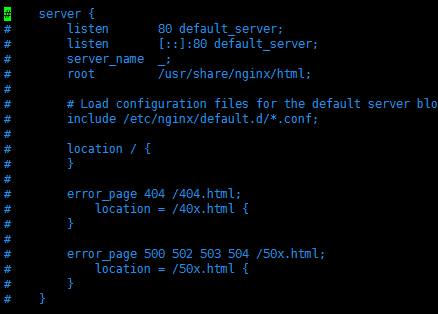 #    server {
#        listen       80 default_server;
#        listen       [::]:80 default_server;
#        server_name  _;
#        root         /usr/share/nginx/html;
#
#        # Load configuration files for the default server blo
#        include /etc/nginx/default.d/*.conf;
#
#        location / {
#        }
#
#        error_page 404 /404.html;
#            location = /40x.html {
#        }
#
#        error_page 500 502 503 504 /50x.html;
#            location = /50x.html {
#        }
#    }